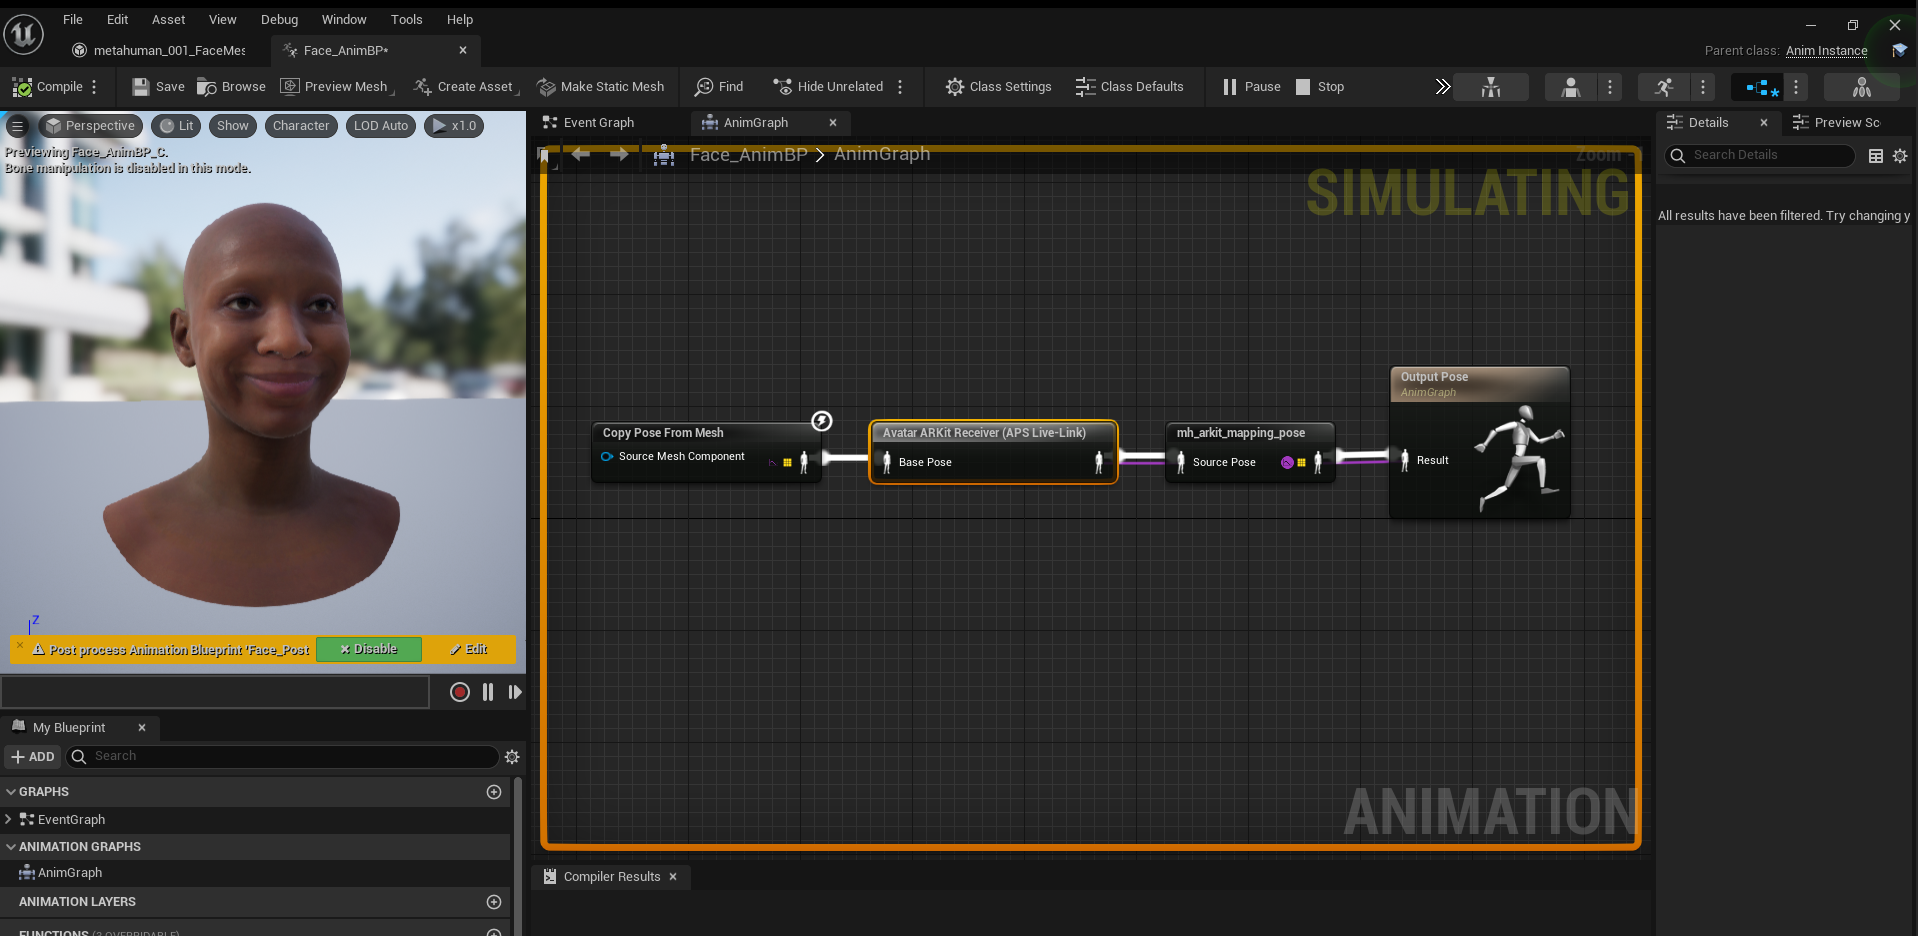 File Edit Asset View Debug Window Tools Help
metahuman_001_FaceMes
Face_AnimBP*
Parent class: Anim Instance
Compile Save Browse Preview Mesh Create Asset Make Static Mesh Find Hide Unrelated Class Settings Class Defaults Pause Stop
Perspective Lit Show Character LOD Auto x1.0
Previewing Face_AnimBP_C.
Bone manipulation is disabled in this mode.
Z
Post process Animation Blueprint 'Face_Post
Disable
Edit
My Blueprint
ADD
Search
GRAPHS
EventGraph
ANIMATION GRAPHS
AnimGraph
ANIMATION LAYERS
FUNCTIONS (3 OVERRIDABLE)
Event Graph
AnimGraph
Face_AnimBP > AnimGraph
Zoom -1
SIMULATING
Copy Pose From Mesh
Source Mesh Component
Avatar ARKit Receiver (APS Live-Link)
Base Pose
mh_arkit_mapping_pose
Source Pose
Output Pose
AnimGraph
Result
ANIMATION
Compiler Results
Details
Preview Sc
Search Details
All results have been filtered. Try changing y